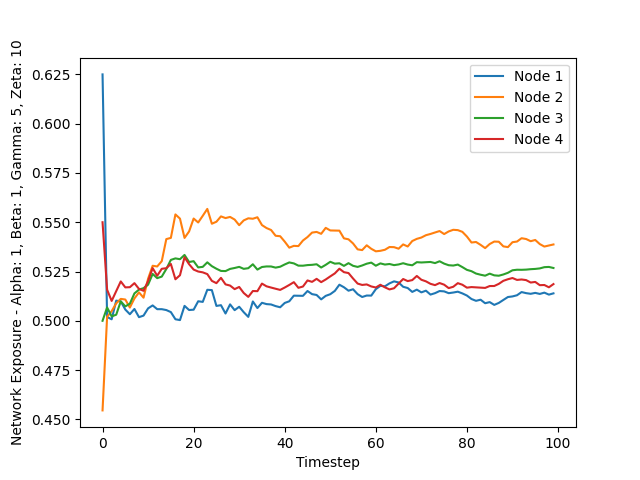 Network Exposure - Alpha: 1, Beta: 1, Gamma: 5, Zeta: 10
0.625
0.600
0.575
0.550
0.525
0.500
0.475
0.450
0
20
40
60
80
100
Timestep
Node 1
Node 2
Node 3
Node 4